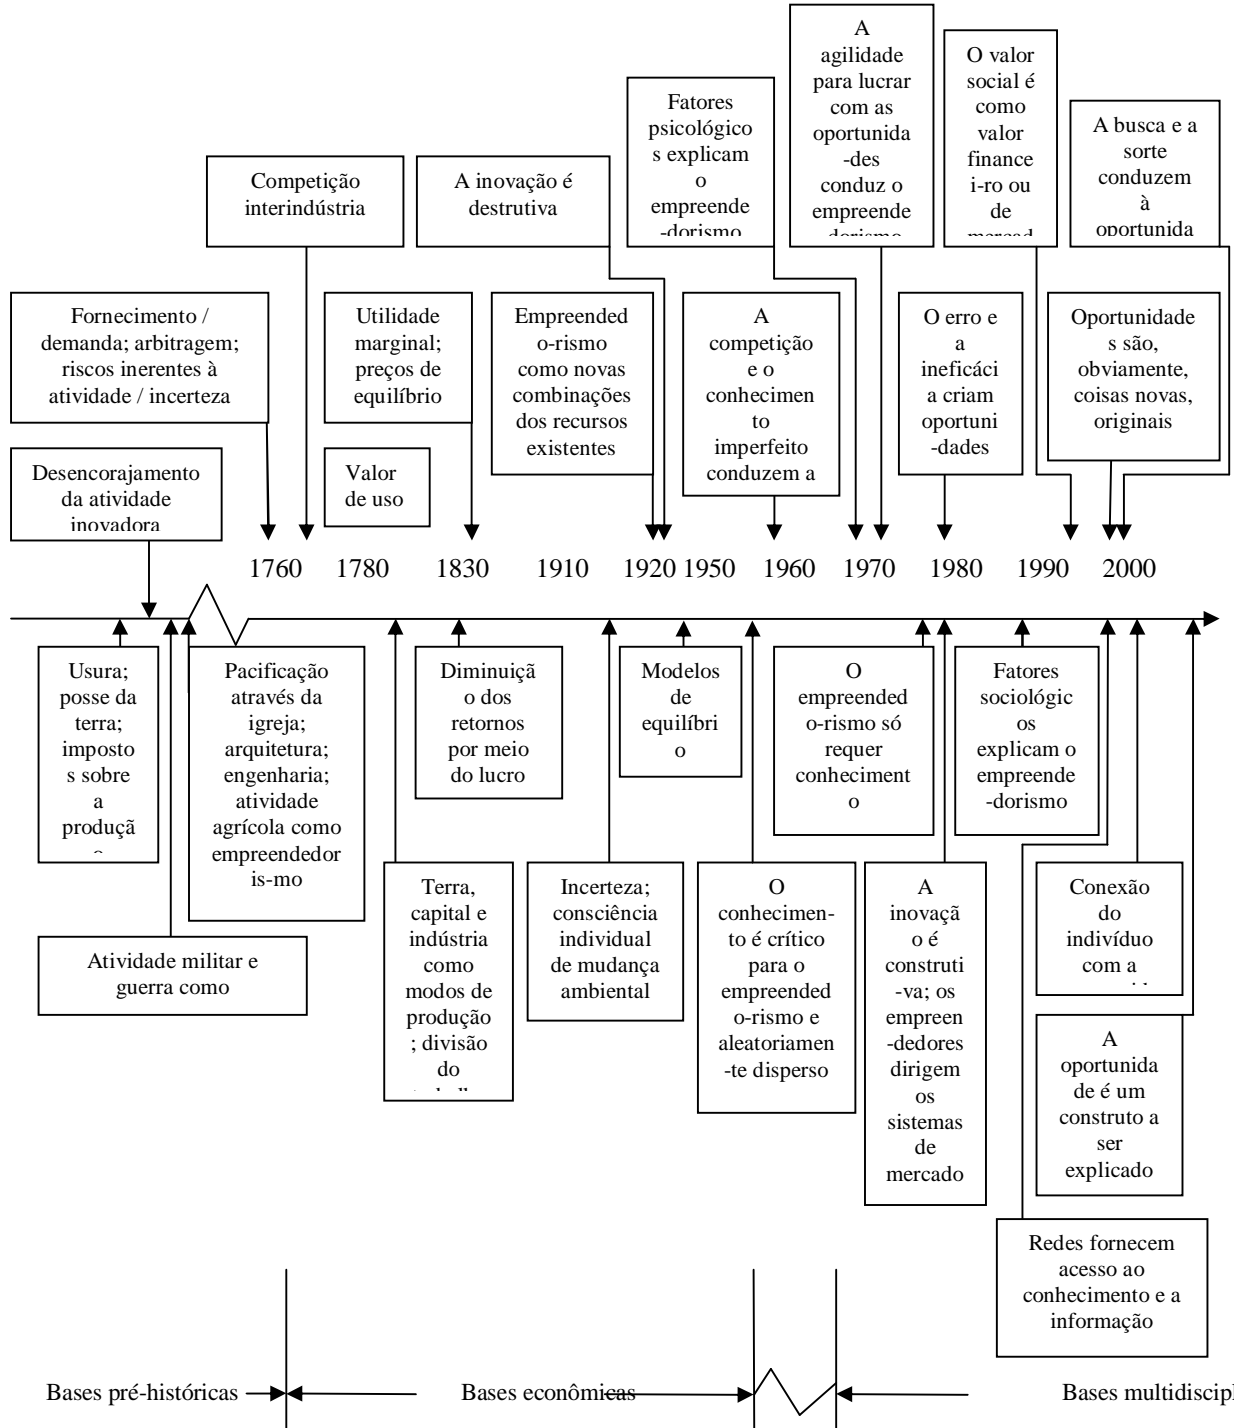 A
agilidade
para lucrar
com as
oportunida
-des
conduz o
empreende
-dorismo
O valor
social é
como
valor
finance
i-ro ou
de
Fatores
psicológico
s explicam
o
empreende
-dorismo
A busca e a
sorte
conduzem
à
oportunida
Competição
interindústria
A inovação é
destrutiva
Fornecimento /
demanda; arbitragem;
riscos inerentes à
atividade / incerteza
Utilidade
marginal;
preços de
equilíbrio
Empreended
o-rismo
como novas
combinações
dos recursos
existentes
A
competição
e o
conhecimen
to
imperfeito
conduzem a
O erro e
a
ineficáci
a criam
oportuni
-dades
Oportunidade
s são,
obviamente,
coisas novas,
originais
Desencorajamento
da atividade
inovadora
Valor
de uso
1760 1780 1830 1910 1920 1950 1960 1970 1980 1990 2000
Usura;
posse da
terra;
imposto
s sobre
a
produçã
Pacificação
através da
igreja;
arquitetura;
engenharia;
atividade
agrícola como
empreendedor
is-mo
Diminuiçã
o dos
retornos
por meio
do lucro
Modelos
de
equilíbri
o
O
empreended
o-rismo só
requer
conheciment
o
Fatores
sociológic
os
explicam o
empreende
-dorismo
Atividade militar e
guerra como
Terra,
capital e
indústria
como
modos de
produção
; divisão
do
Incerteza;
consciência
individual
de mudança
ambiental
O
conhecimen-
to é crítico
para o
empreended
o-rismo e
aleatoriamen
-te disperso
A
inovaçã
o é
construti
-va; os
empreen
-dedores
dirigem
os
sistemas
de
mercado
Conexão
do
indivíduo
com a
A
oportunida
de é um
construto a
ser
explicado
Redes fornecem
acesso ao
conhecimento e a
informação
Bases pré-históricas Bases econômicas Bases multidiscipl